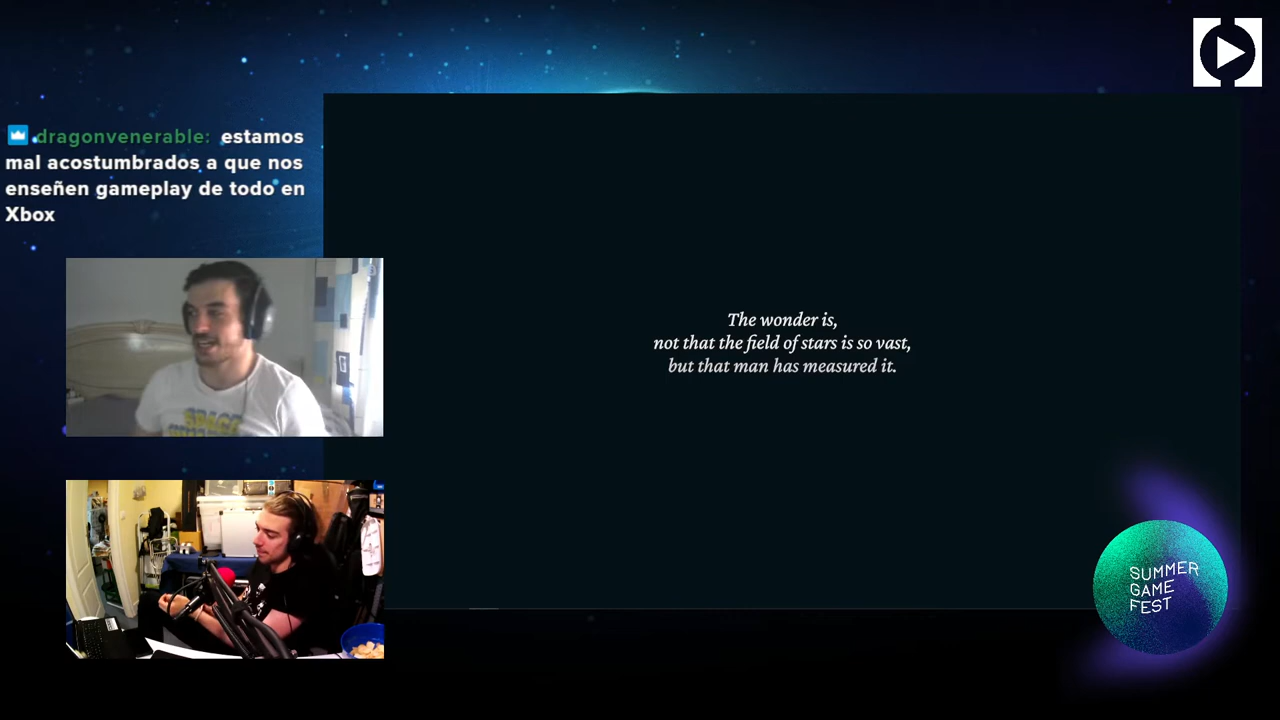 dragonvenerable: estamos
mal acostumbrados a que nos
enseñen gameplay de todo en
Xbox
The wonder is,
not that the field of stars is so vast,
but that man has measured it.
SPACE
SUMMER
GAME
FEST